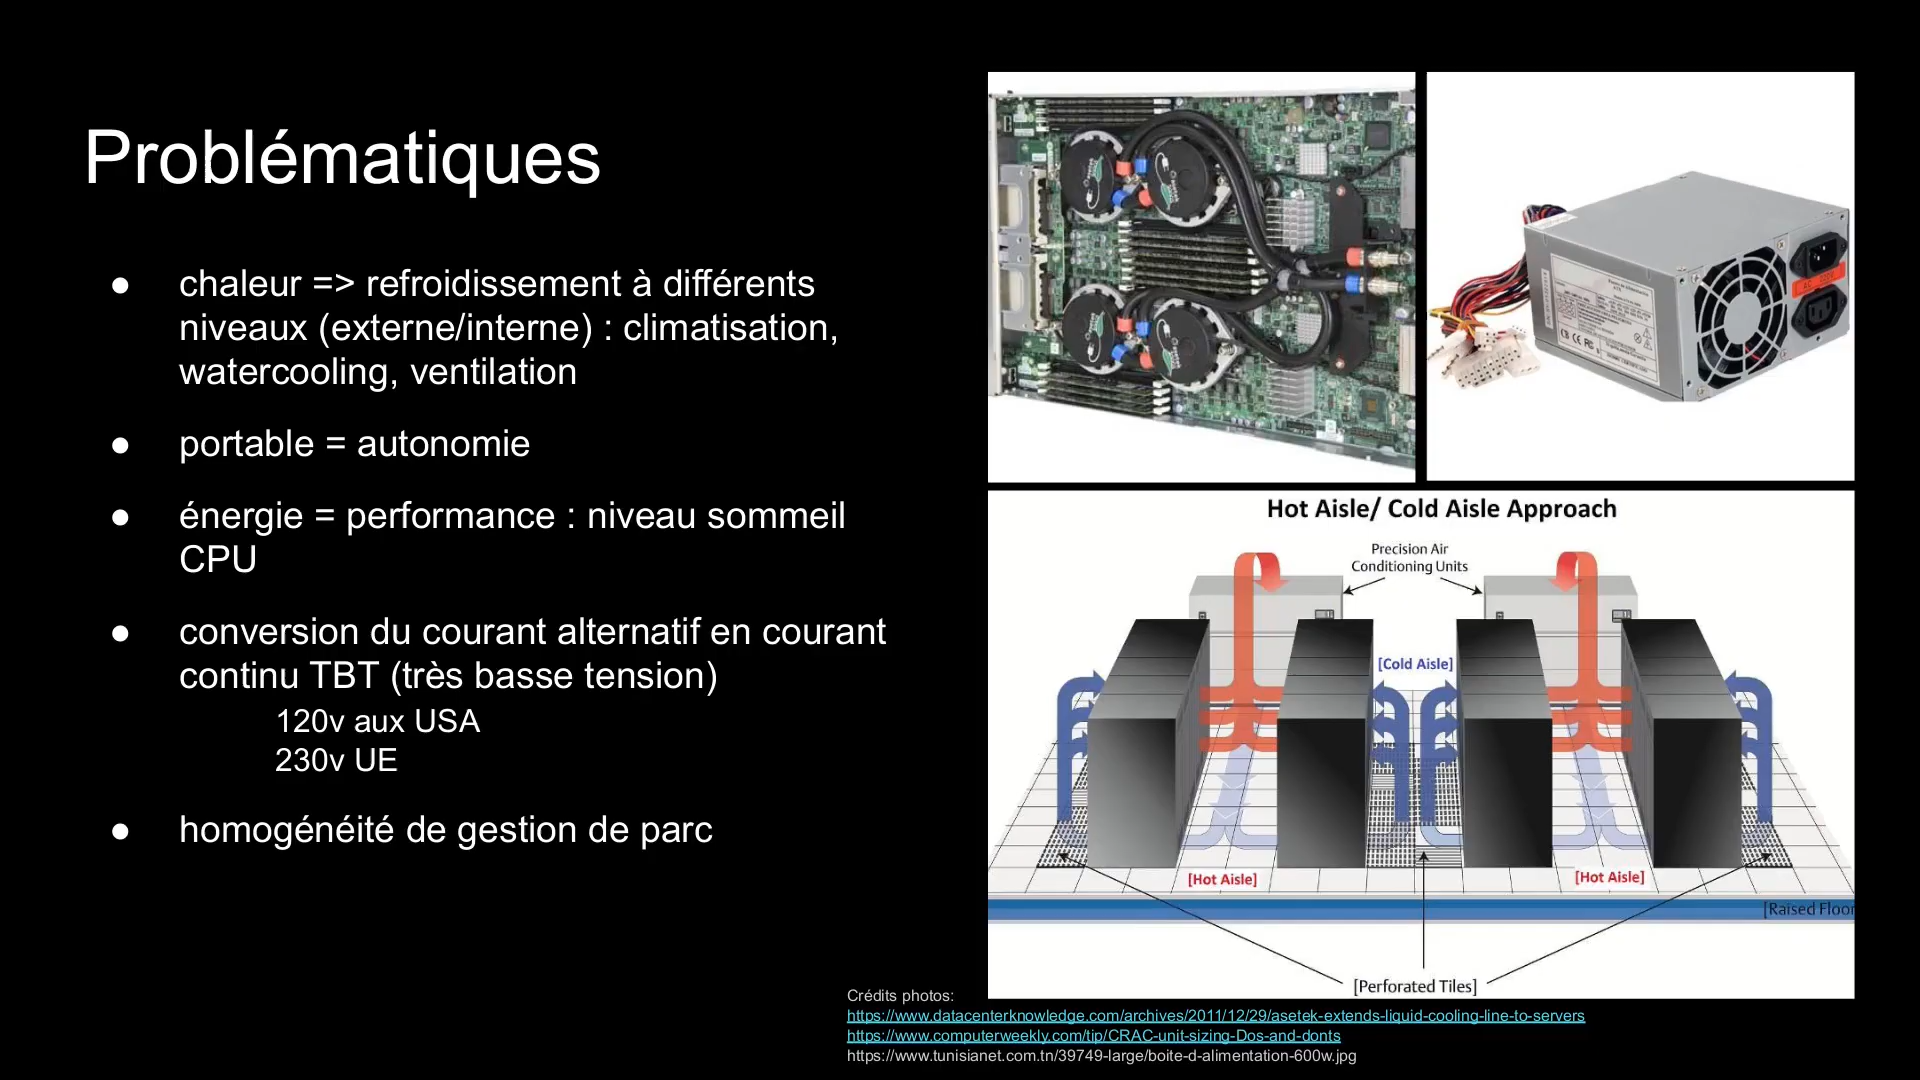 Problématiques
● chaleur => refroidissement à différents
niveaux (externe/interne) : climatisation,
watercooling, ventilation
● portable = autonomie
● énergie = performance : niveau sommeil
CPU
● conversion du courant alternatif en courant
continu TBT (très basse tension)
120v aux USA
230v UE
● homogénéité de gestion de parc
Hot Aisle/ Cold Aisle Approach
Precision Air
Conditioning Units
[Cold Aisle]
[Hot Aisle]
[Hot Aisle]
[Raised Floor
[Perforated Tiles]
Crédits photos:
https://www.datacenterknowledge.com/archives/2011/12/29/asetek-extends-liquid-cooling-line-to-servers
https://www.computerweekly.com/tip/CRAC-unit-sizing-Dos-and-donts
https://www.tunisianet.com.tn/39749-large/boite-d-alimentation-600w.jpg